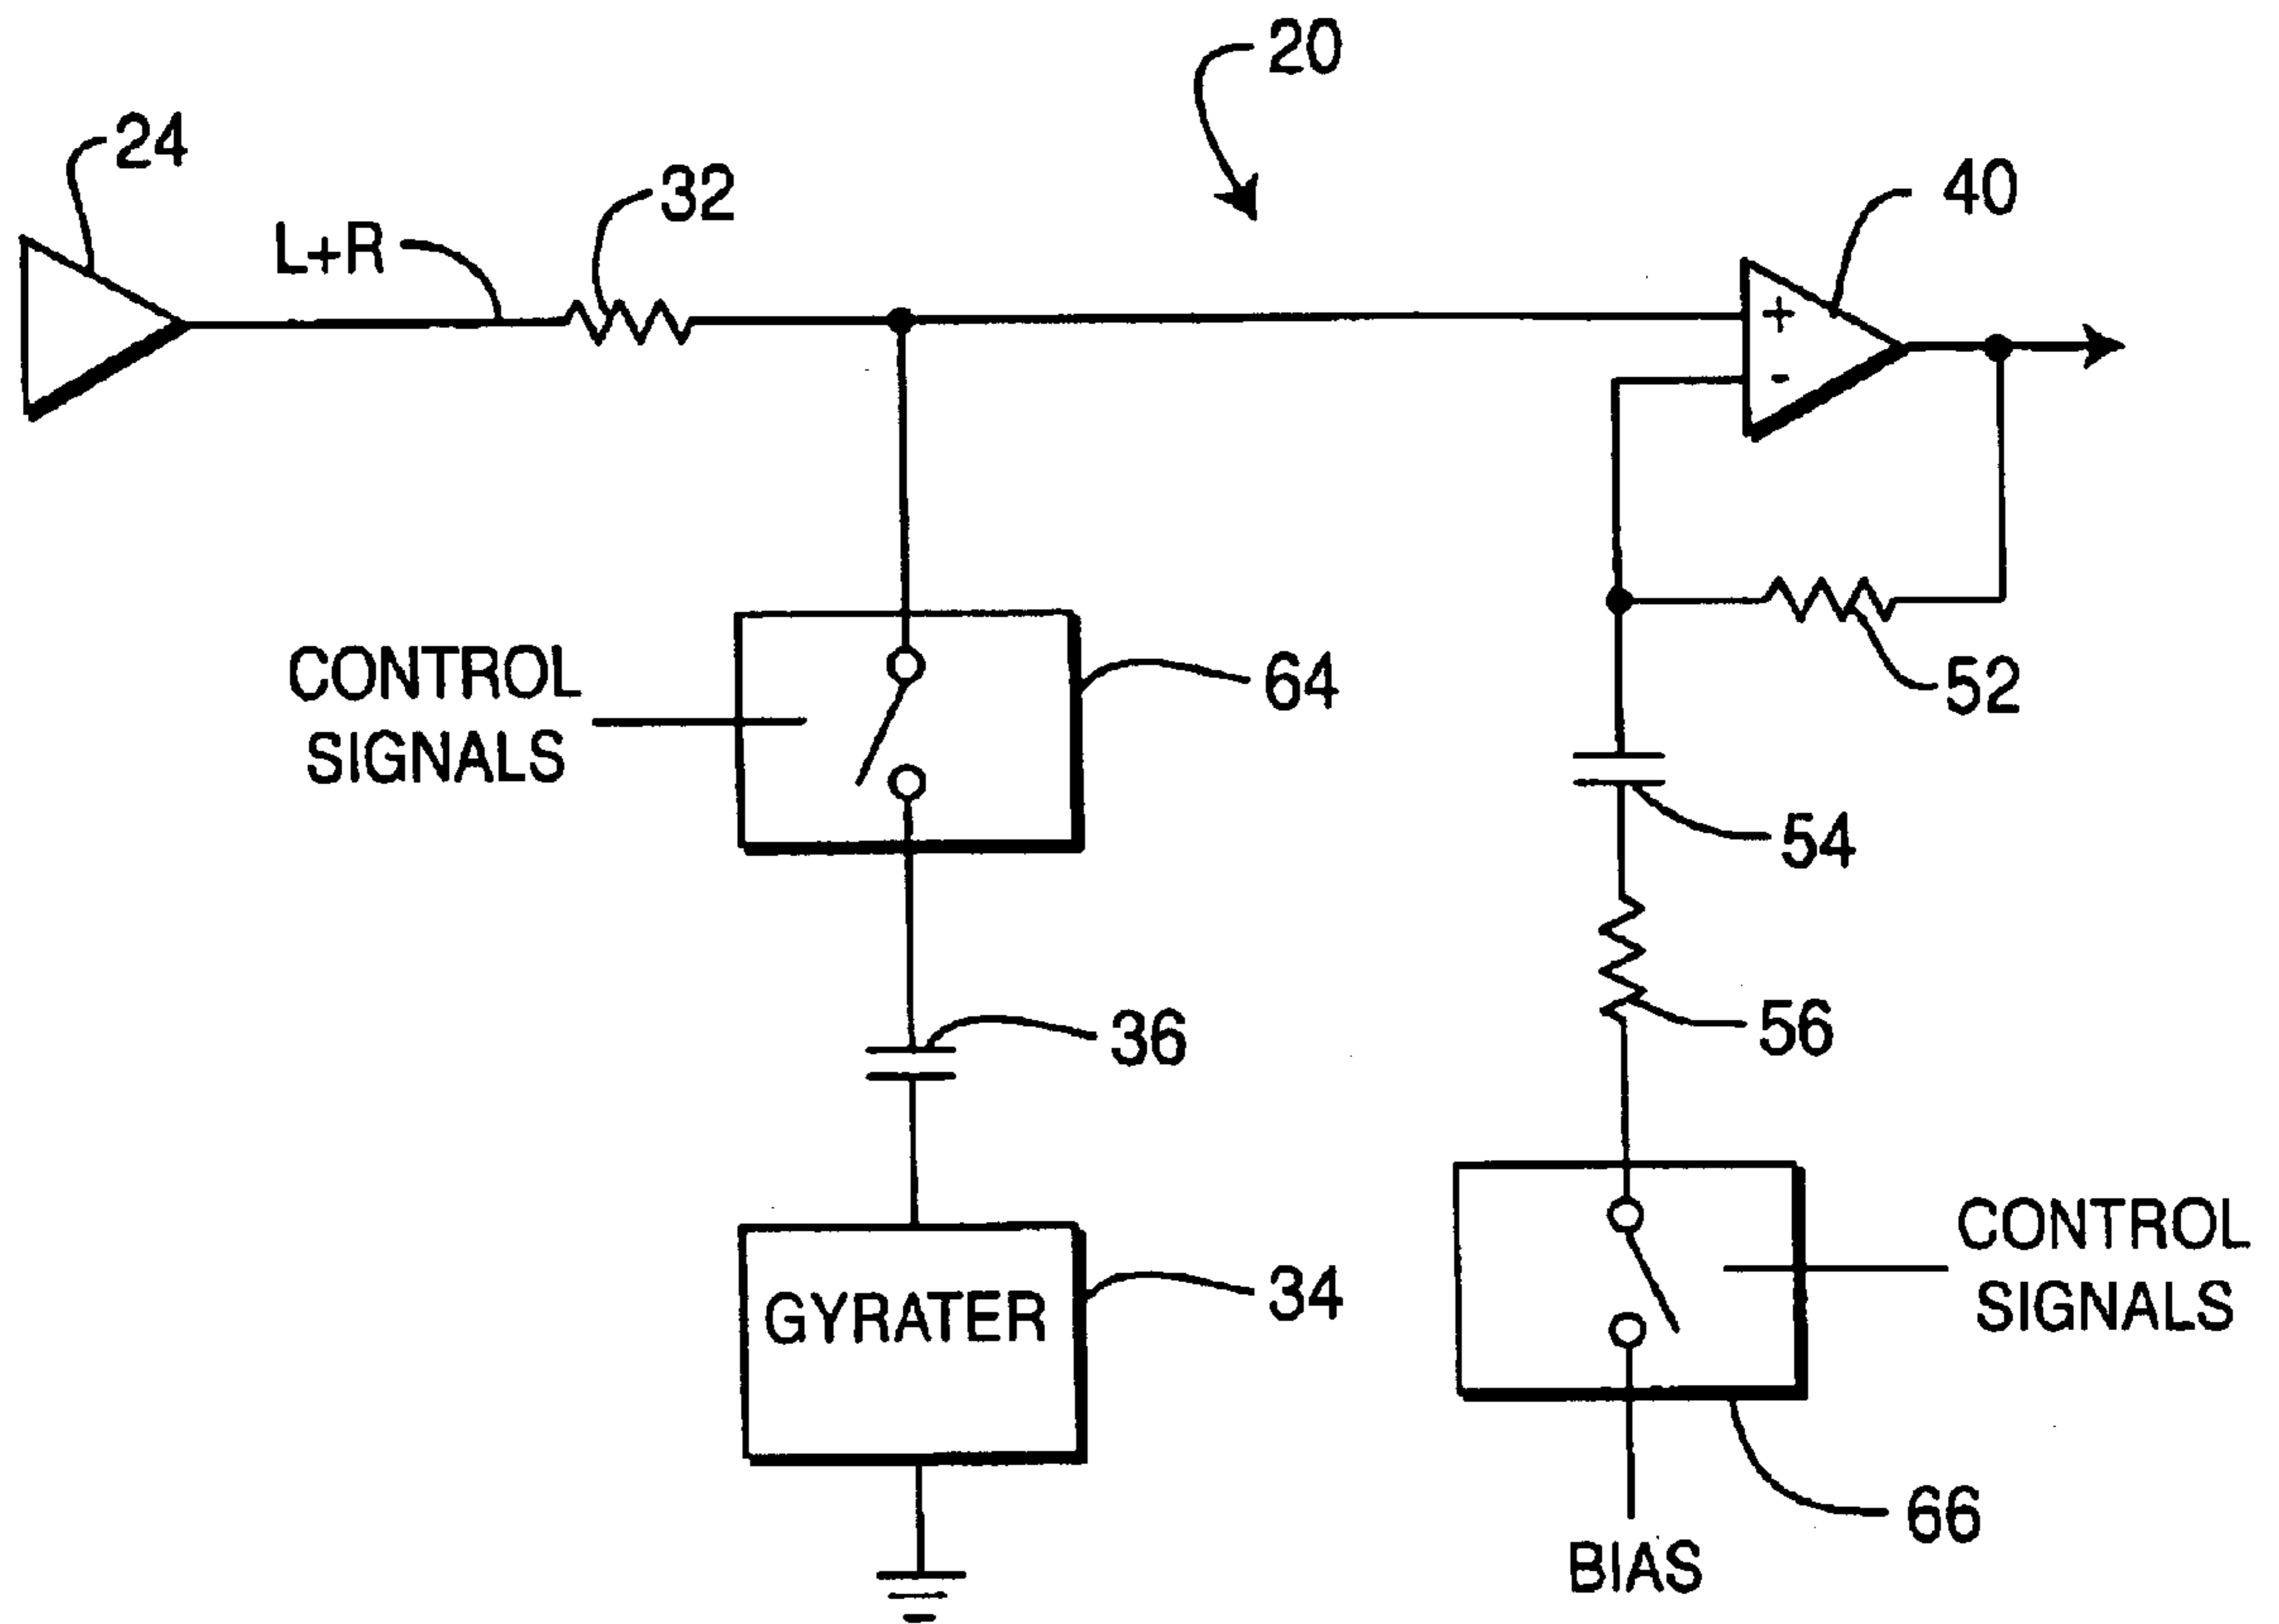 20
24
32
40
L+R
+
-
CONTROL
SIGNALS
64
52
54
36
56
GYRATER
34
CONTROL
SIGNALS
66
BIAS